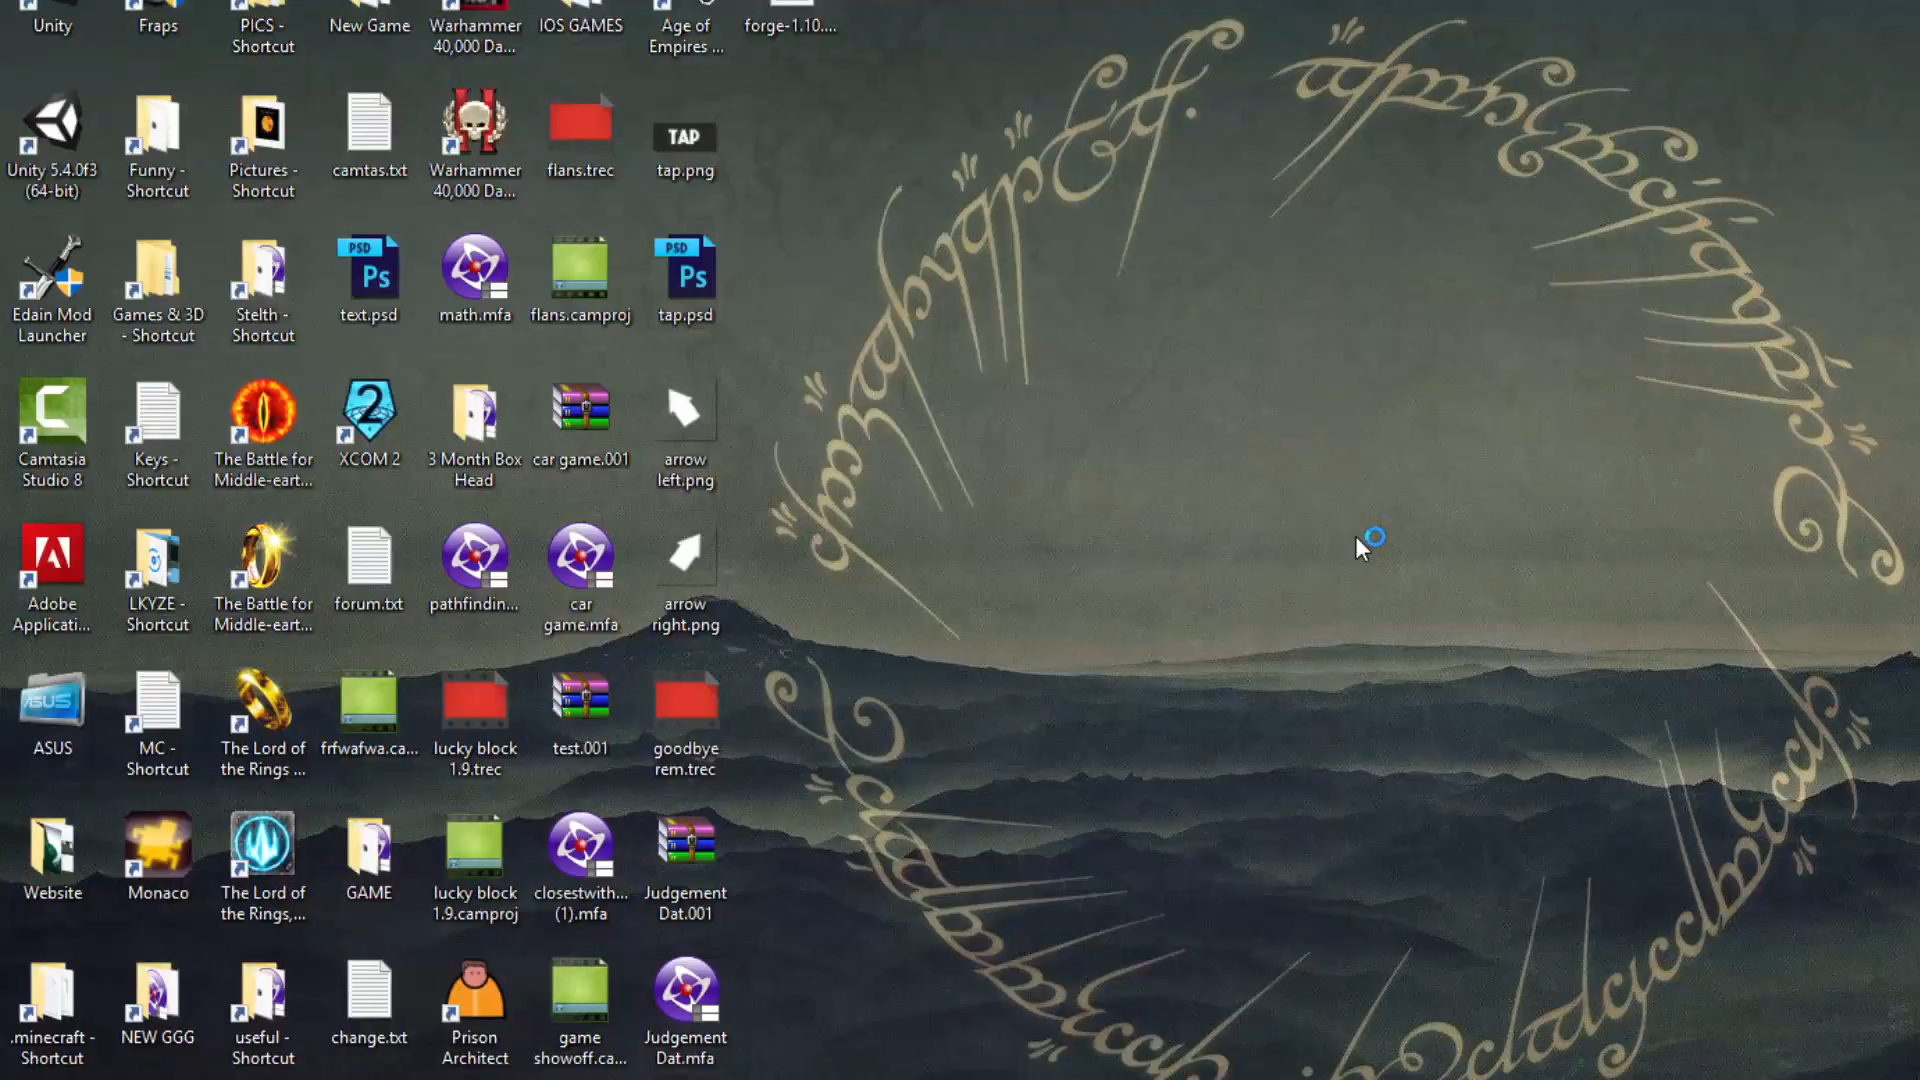 Unity
Fraps
PICS -
Shortcut
New Game
Warhammer
40,000 Da...
IOS GAMES
Age of
Empires ...
forge-1.10....
Unity 5.4.0f3
(64-bit)
Funny -
Shortcut
Pictures -
Shortcut
camtas.txt
Warhammer
40,000 Da...
flans.trec
TAP
tap.png
Edain Mod
Launcher
Games & 3D
- Shortcut
Stelth -
Shortcut
PSD
Ps
text.psd
math.mfa
flans.camproj
PSD
Ps
tap.psd
Camtasia
Studio 8
Keys -
Shortcut
The Battle for
Middle-eart...
2
XCOM 2
3 Month Box
Head
car game.001
arrow
left.png
Adobe
Applicati...
LKYZE -
Shortcut
The Battle for
Middle-eart...
forum.txt
pathfindin...
car
game.mfa
arrow
right.png
ASUS
ASUS
MC -
Shortcut
The Lord of
the Rings ...
frfwafwa.ca...
lucky block
1.9.trec
test.001
goodbye
rem.trec
Website
Monaco
The Lord of
the Rings,...
GAME
lucky block
1.9.camproj
closestwith...
(1).mfa
Judgement
Dat.001
.minecraft -
Shortcut
NEW GGG
useful -
Shortcut
change.txt
Prison
Architect
game
showoff.ca...
Judgement
Dat.mfa